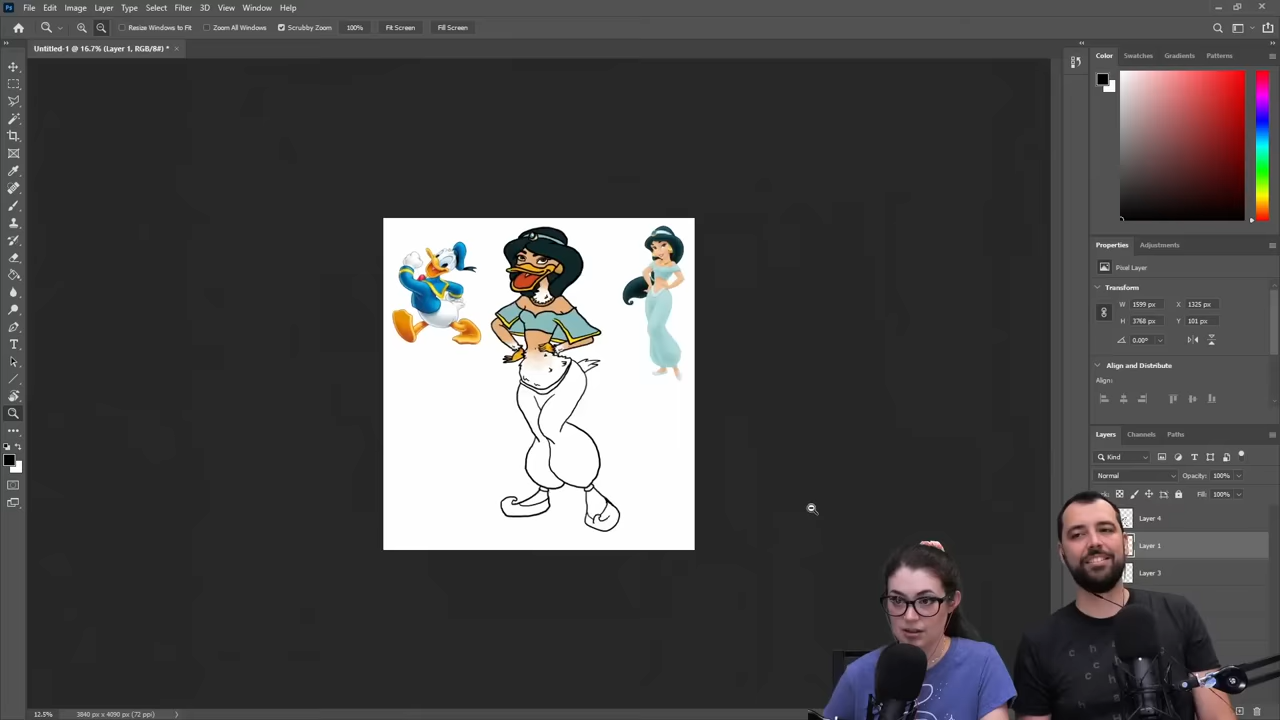 Ps File Edit Image Layer Type Select Filter 3D View Window Help
Resize Windows to Fit Zoom All Windows Scrubby Zoom 100% Fit Screen Fill Screen
Untitled-1 @ 16.7% (Layer 1, RGB/8#) * ×
Color Swatches Gradients Patterns
Properties Adjustments
Pixel Layer
Transform
W 1599 px X 1325 px
H 3768 px Y 101 px
0.00°
Align and Distribute
Align:
Layers Channels Paths
Kind
Normal Opacity: 100%
Fill: 100%
Layer 4
Layer 1
Layer 3
12.5% 3840 px x 4090 px (72 ppi)